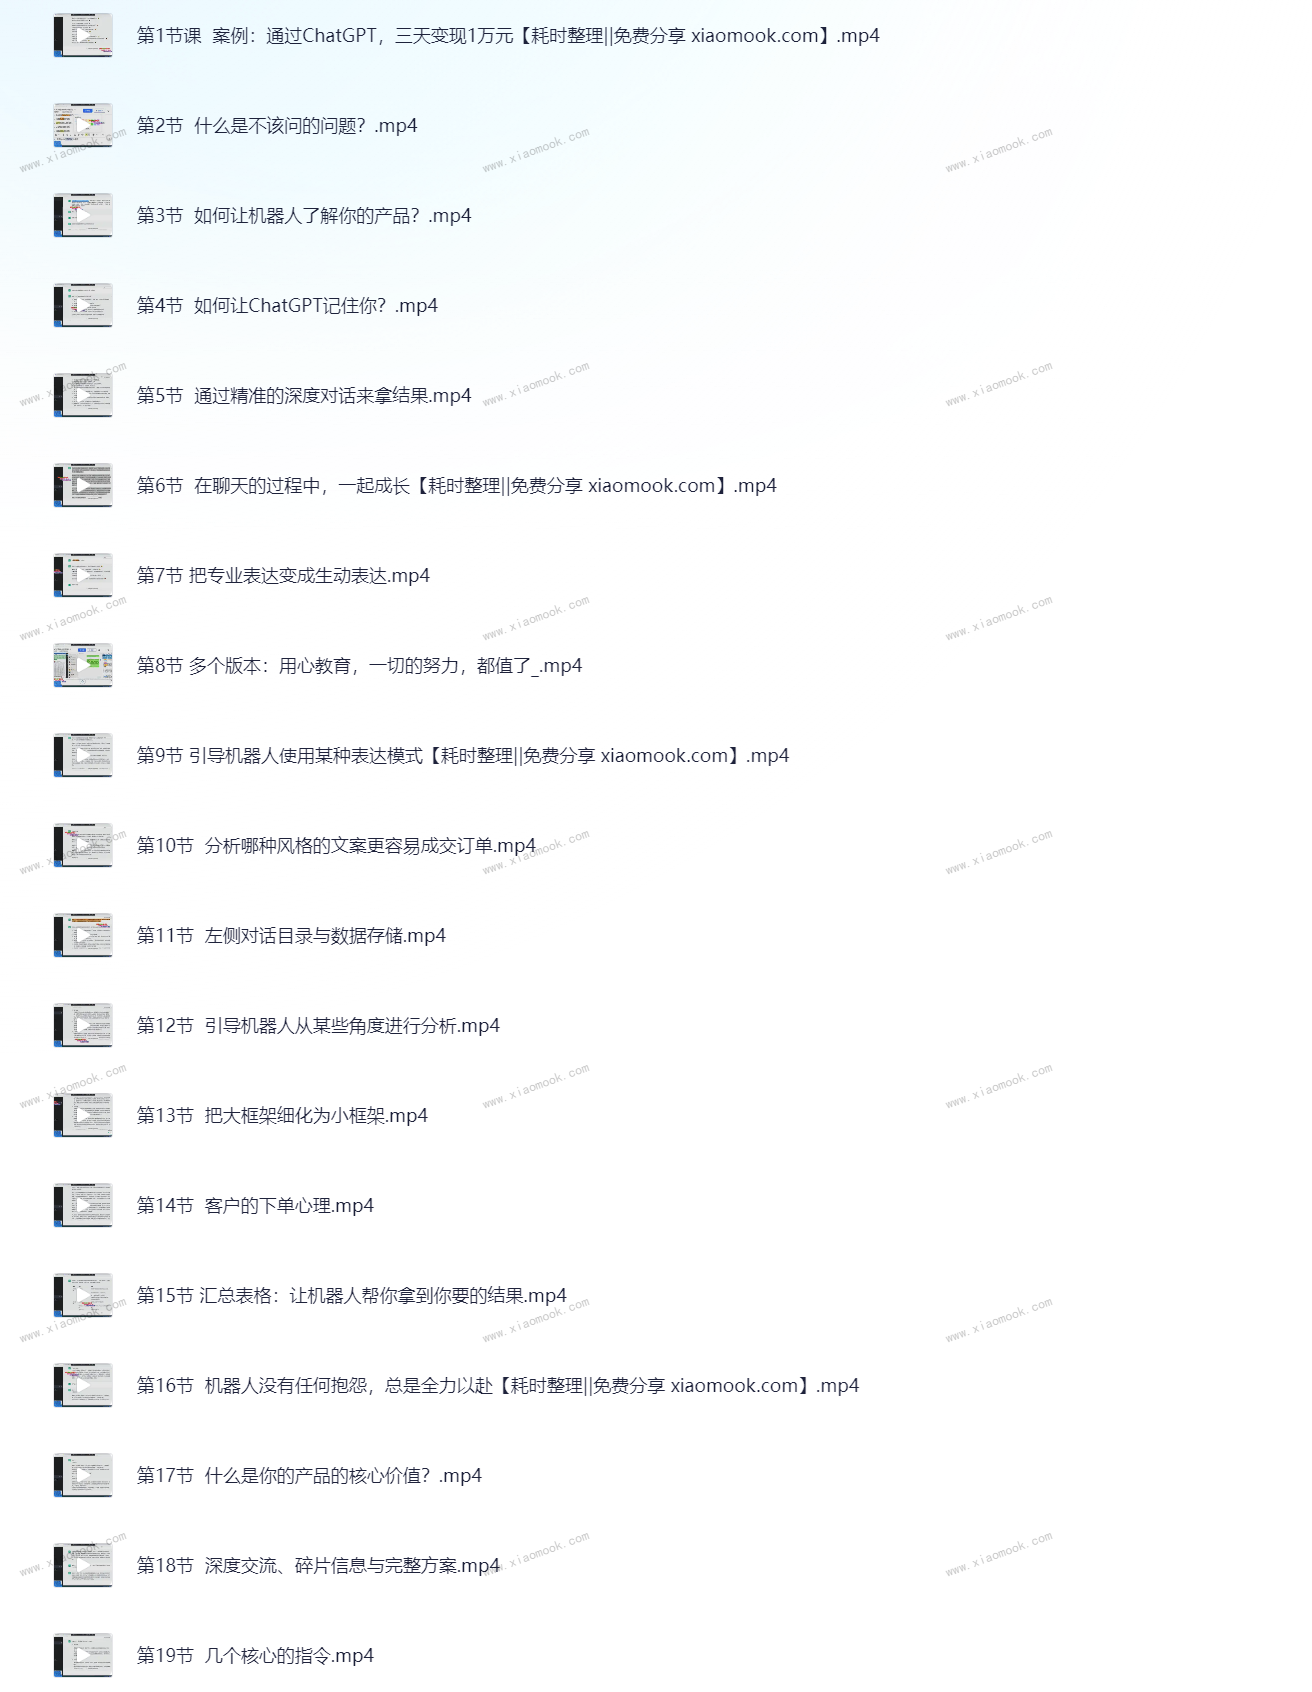 第1节课  案例：通过ChatGPT，三天变现1万元【耗时整理||免费分享 xiaomook.com】.mp4
第2节  什么是不该问的问题？.mp4
www.xiaomook.com www.xiaomook.com www.xiaomook.com
第3节  如何让机器人了解你的产品？.mp4
第4节  如何让ChatGPT记住你？.mp4
www.xiaomook.com www.xiaomook.com www.xiaomook.com
第5节  通过精准的深度对话来拿结果.mp4
第6节  在聊天的过程中，一起成长【耗时整理||免费分享 xiaomook.com】.mp4
第7节 把专业表达变成生动表达.mp4
www.xiaomook.com www.xiaomook.com www.xiaomook.com
第8节 多个版本：用心教育，一切的努力，都值了_.mp4
第9节 引导机器人使用某种表达模式【耗时整理||免费分享 xiaomook.com】.mp4
第10节  分析哪种风格的文案更容易成交订单.mp4
www.xiaomook.com www.xiaomook.com www.xiaomook.com
第11节  左侧对话目录与数据存储.mp4
第12节  引导机器人从某些角度进行分析.mp4
www.xiaomook.com www.xiaomook.com www.xiaomook.com
第13节  把大框架细化为小框架.mp4
第14节  客户的下单心理.mp4
第15节 汇总表格：让机器人帮你拿到你要的结果.mp4
www.xiaomook.com www.xiaomook.com www.xiaomook.com
第16节  机器人没有任何抱怨，总是全力以赴【耗时整理||免费分享 xiaomook.com】.mp4
第17节  什么是你的产品的核心价值？.mp4
www.xiaomook.com www.xiaomook.com www.xiaomook.com
第18节  深度交流、碎片信息与完整方案.mp4
第19节  几个核心的指令.mp4